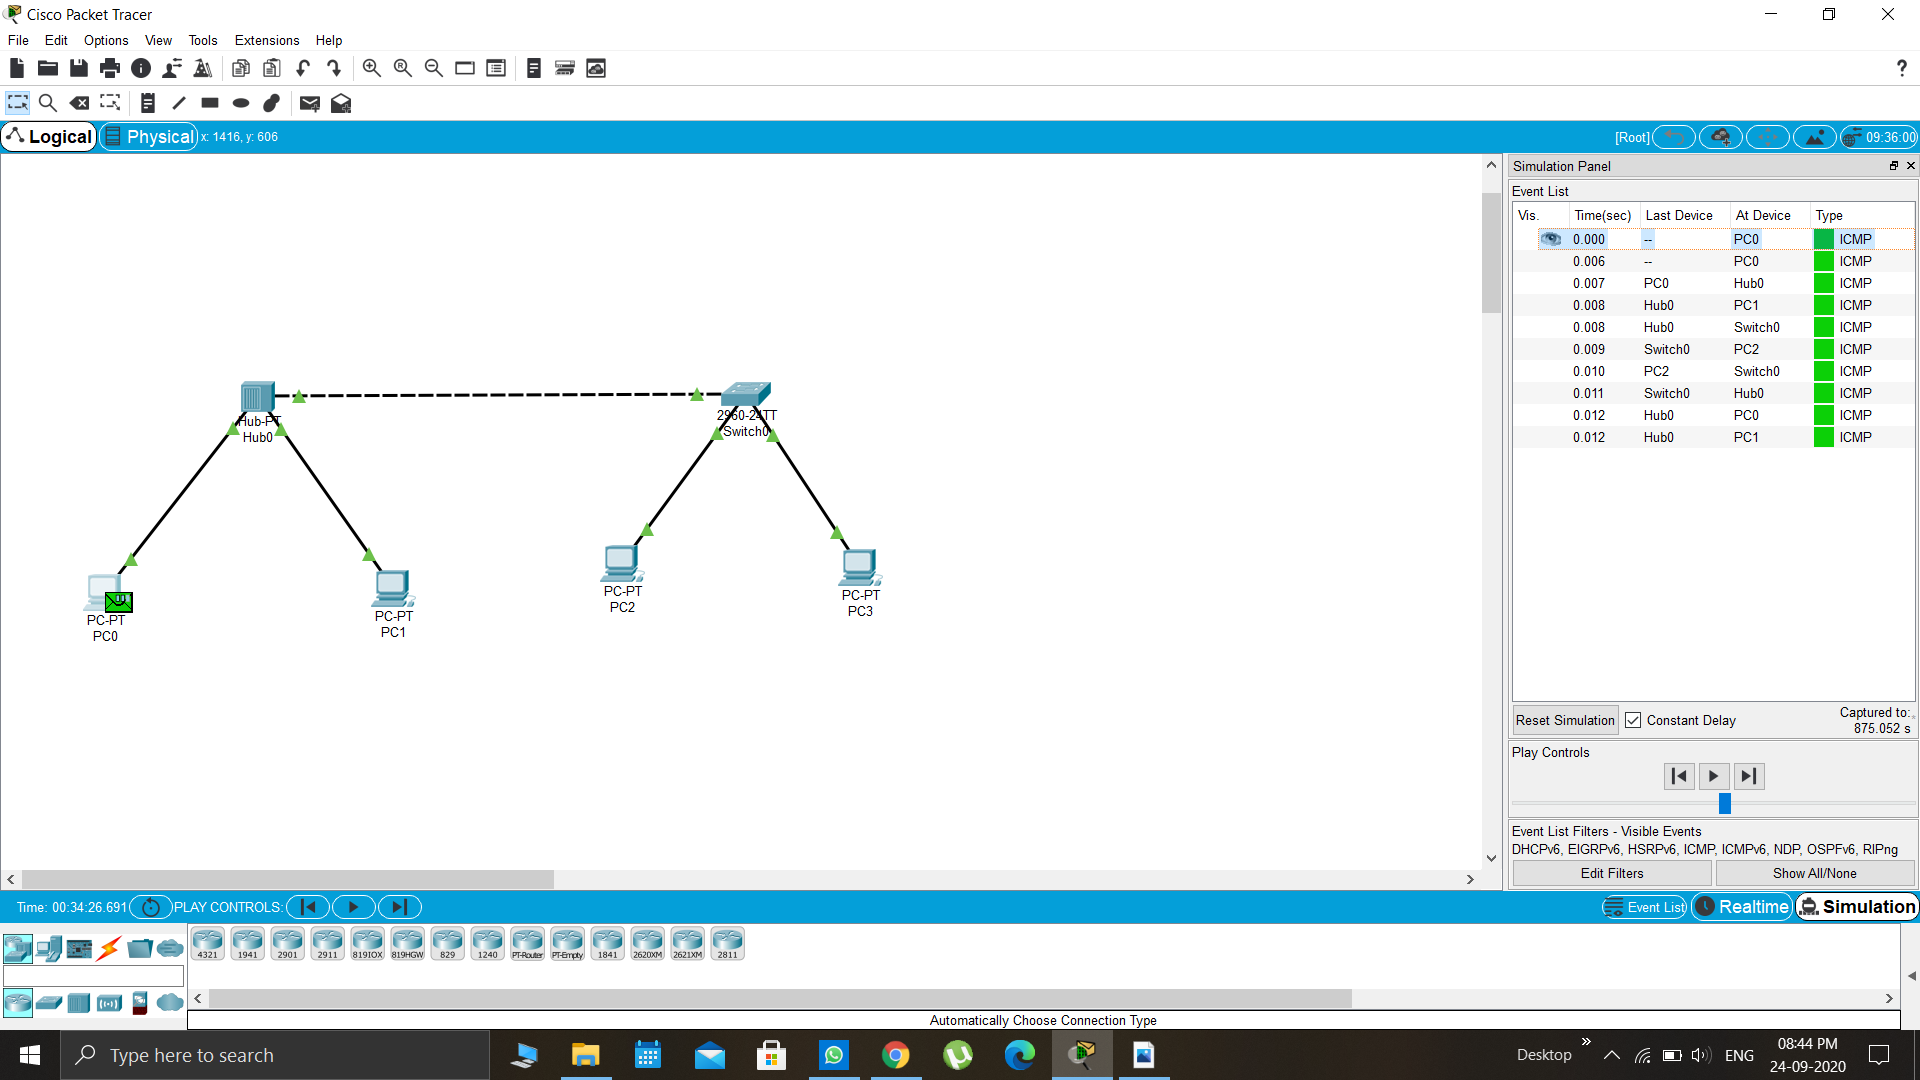 Cisco Packet Tracer
File Edit Options View Tools Extensions Help
Logical Physical x: 1416, y: 606 [Root] 09:36:00
Simulation Panel
Event List
Vis. Time(sec) Last Device At Device Type
0.000 -- PC0 ICMP
0.006 -- PC0 ICMP
0.007 PC0 Hub0 ICMP
0.008 Hub0 PC1 ICMP
0.008 Hub0 Switch0 ICMP
0.009 Switch0 PC2 ICMP
0.010 PC2 Switch0 ICMP
0.011 Switch0 Hub0 ICMP
0.012 Hub0 PC0 ICMP
0.012 Hub0 PC1 ICMP
Hub-PT
Hub0
2960-24TT
Switch0
PC-PT
PC0
PC-PT
PC1
PC-PT
PC2
PC-PT
PC3
Reset Simulation Constant Delay Captured to:
875.052 s
Play Controls
Event List Filters - Visible Events
DHCPv6, EIGRPv6, HSRPv6, ICMP, ICMPv6, NDP, OSPFv6, RIPng
Edit Filters Show All/None
Time: 00:34:26.691 PLAY CONTROLS: Event List Realtime Simulation
4321 1941 2901 2911 819IOX 819HGW 829 1240 PT-Router PT-Empty 1841 2620XM 2621XM 2811
Automatically Choose Connection Type
Type here to search
Desktop » ENG 08:44 PM
24-09-2020